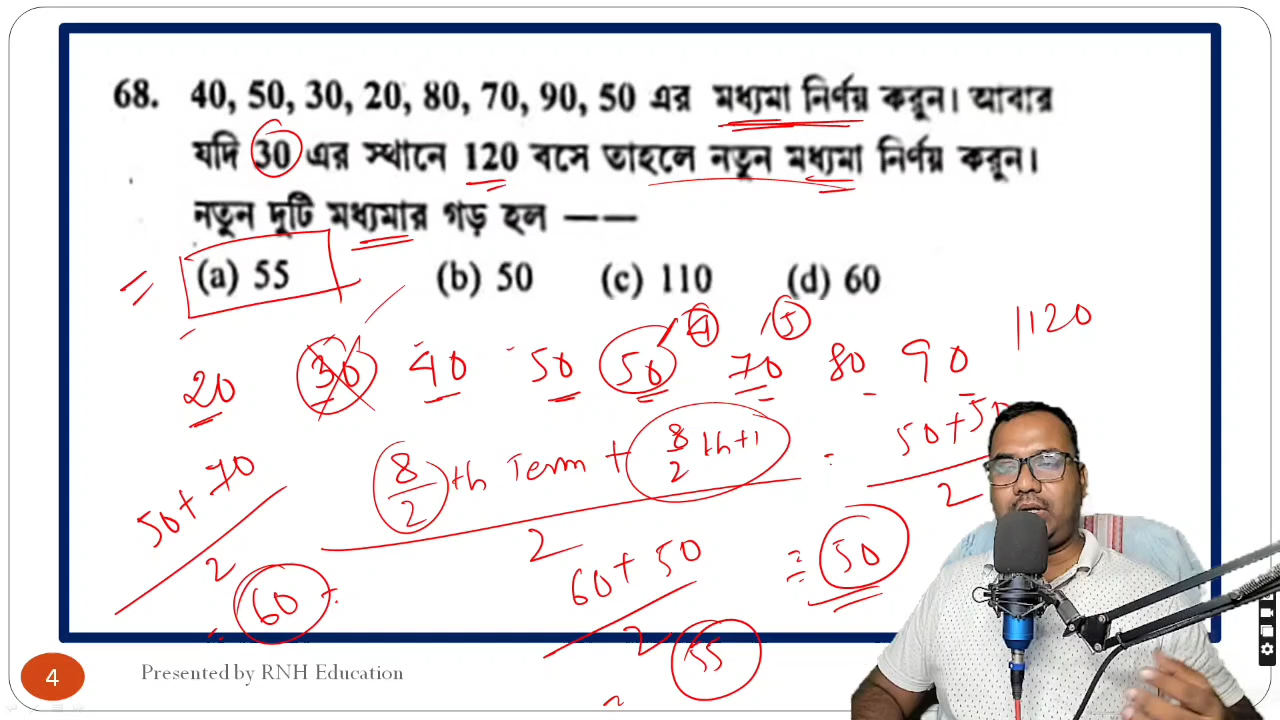 68. 40, 50, 30, 20, 80, 70, 90, 50 এর মধ্যমা নির্ণয় করুন। আবার
যদি 30 এর স্থানে 120 বসে তাহলে নতুন মধ্যমা নির্ণয় করুন।
নতুন দুটি মধ্যমার গড় হল ——
= (a) 55 (b) 50 (c) 110 (d) 60
4 5
20 30 40 50 50 70 80 90 120
50+70 / 2
8/2 th Term + 8/2 th+1 / 2 = 50+50 / 2
= 60
60+50 / 2
= 50
= 55
4 Presented by RNH Education